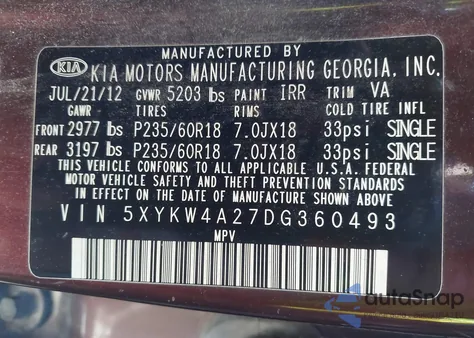 MANUFACTURED BY
KIA KIA MOTORS MANUFACTURING GEORGIA, INC.
JUL/21/12 GVWR 5203 lbs PAINT IRR TRIM VA
GAWR TIRES RIMS COLD TIRE INFL
FRONT 2977 lbs P235/60R18 7.0JX18 33psi SINGLE
REAR 3197 lbs P235/60R18 7.0JX18 33psi SINGLE
THIS VEHICLE CONFORMS TO ALL APPLICABLE U.S.A. FEDERAL
MOTOR VEHICLE SAFETY AND THEFT PREVENTION STANDARDS
IN EFFECT ON THE DATE OF MANUFACTURE SHOWN ABOVE.
VIN 5XYKW4A27DG360493
MPV
autoSnap